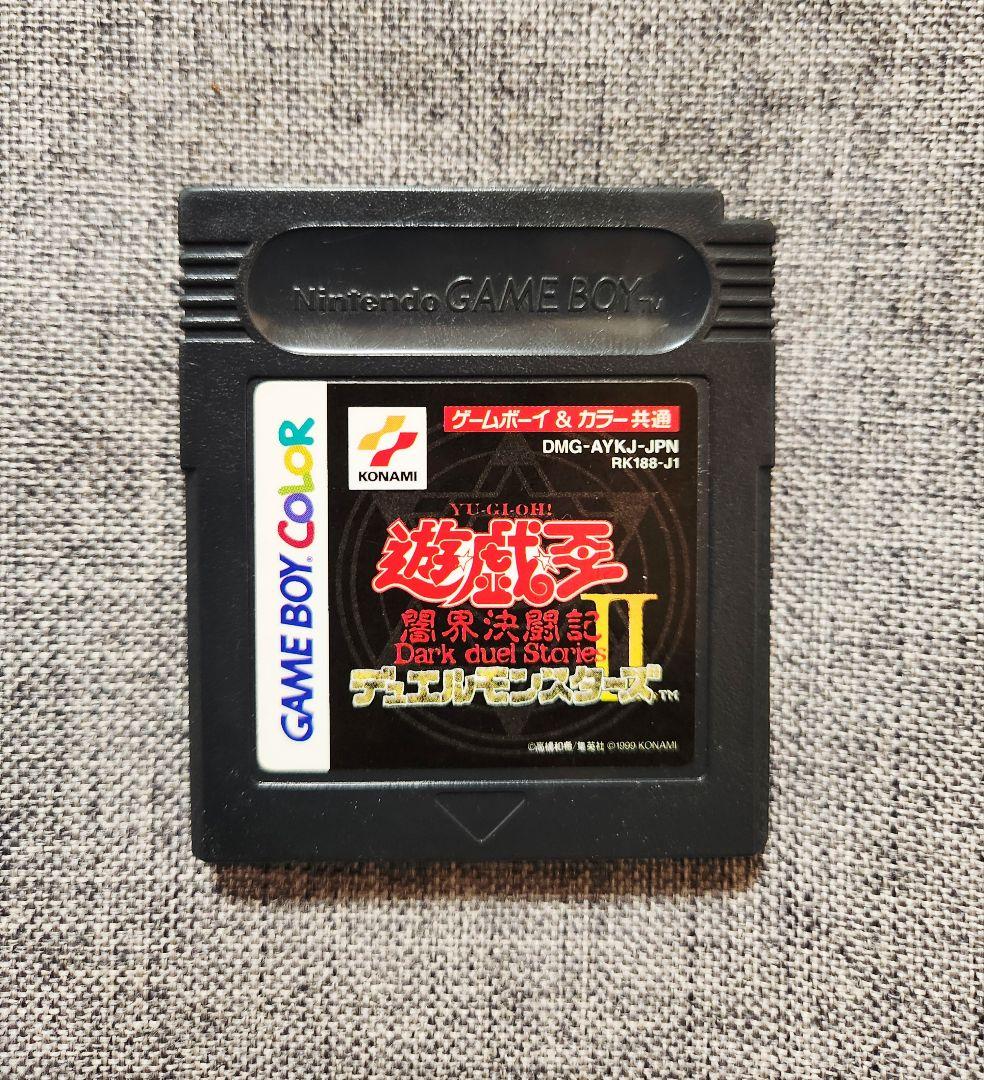 Nintendo GAME BOY TM
GAME BOY COLOR
KONAMI
ゲームボーイ & カラー共通
DMG-AYKJ-JPN
RK188-J1
YU-GI-OH!
遊☆戯☆王
闇界決闘記
Dark duel Stories
II
デュエルモンスターズ TM
©高橋和希/集英社 ©1999 KONAMI